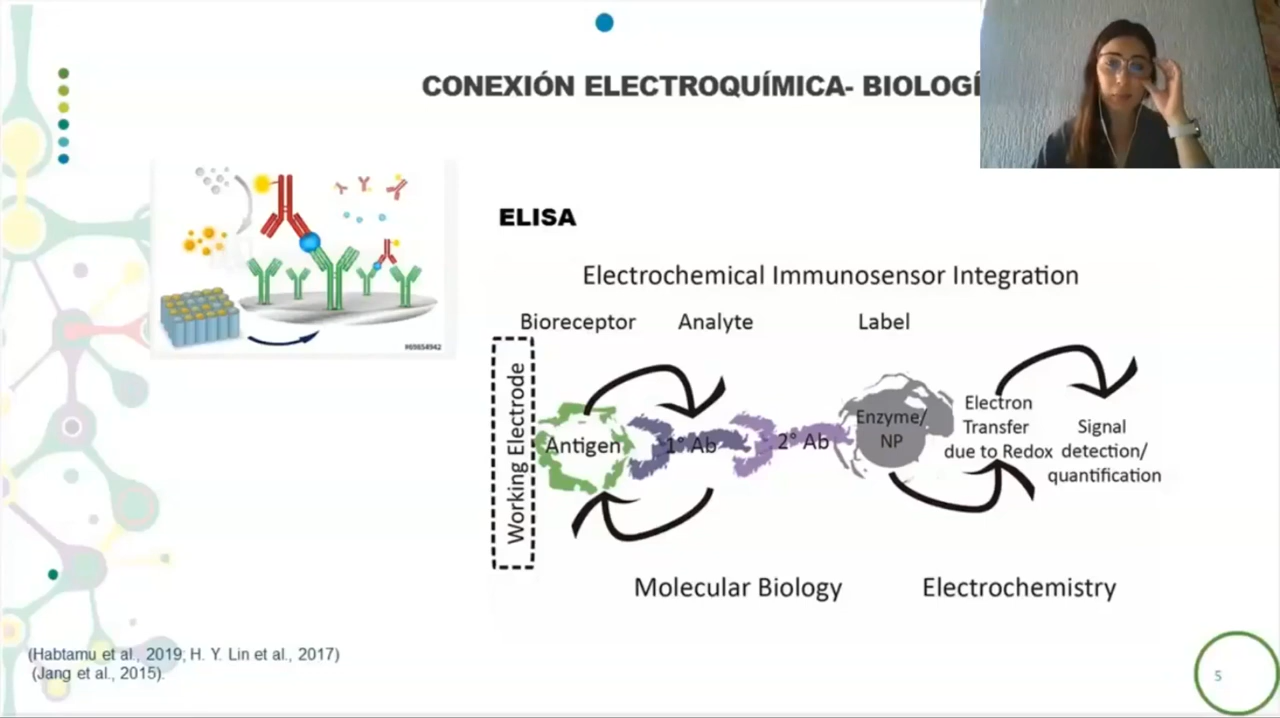 CONEXIÓN ELECTROQUÍMICA- BIOLOGÍ
ELISA
Electrochemical Immunosensor Integration
Bioreceptor Analyte Label
Working Electrode
Antigen
1° Ab
2° Ab
Enzyme/
NP
Electron
Transfer
due to Redox
Signal
detection/
quantification
Molecular Biology Electrochemistry
#69854942
(Habtamu et al., 2019; H. Y. Lin et al., 2017)
(Jang et al., 2015).
5